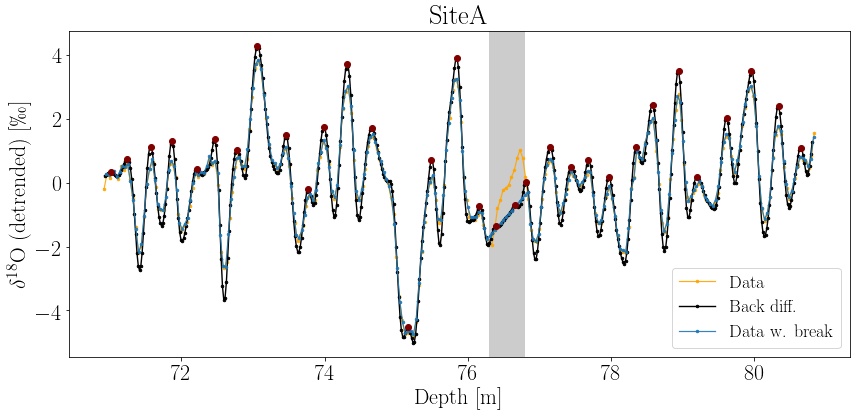 SiteA
δ18O (detrended) [‰]
4
2
0
−2
−4
72
74
76
78
80
Depth [m]
Data
Back diff.
Data w. break